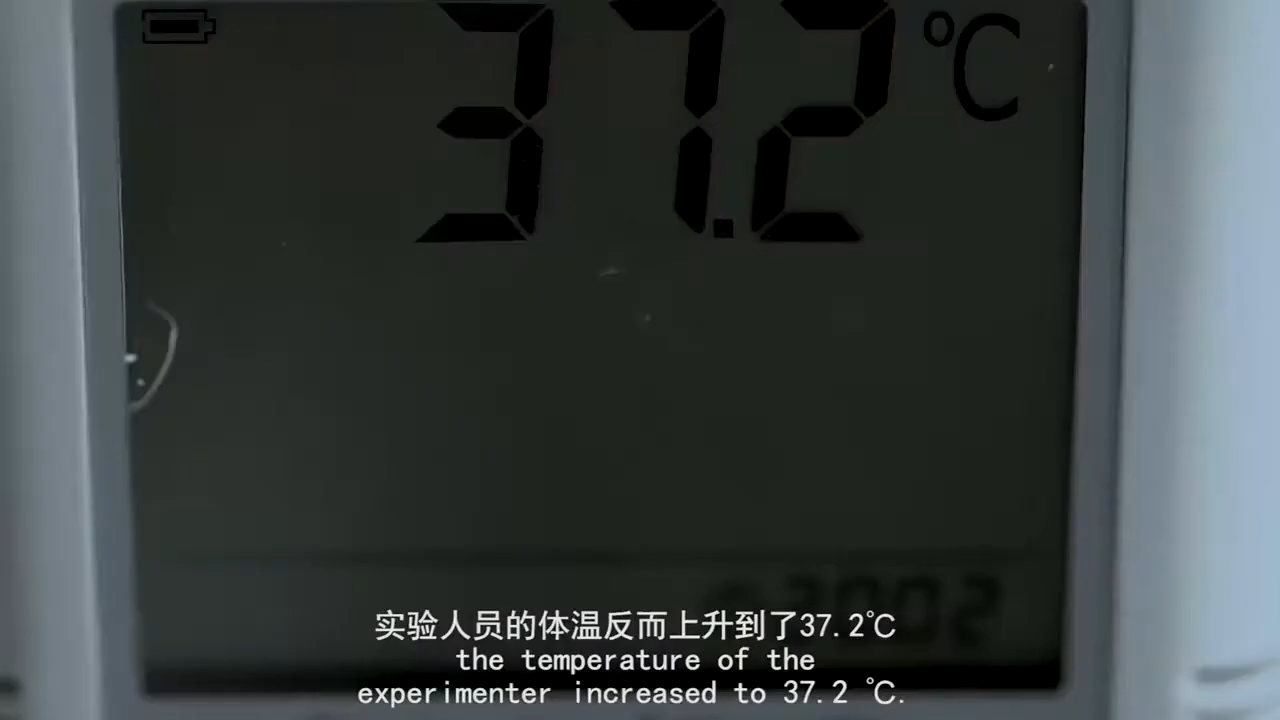 37.2 °C
实验人员的体温反而上升到了37.2℃
the temperature of the
experimenter increased to 37.2 ℃.